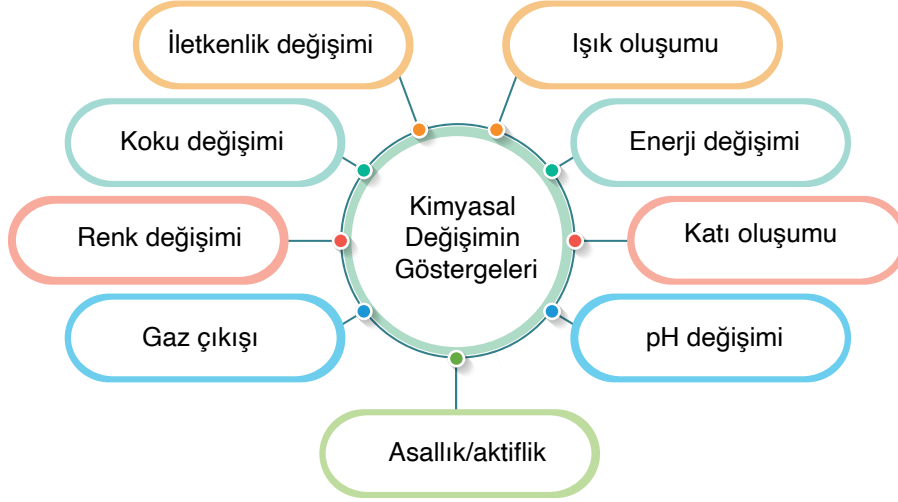 İletkenlik değişimi
Işık oluşumu
Koku değişimi
Enerji değişimi
Kimyasal
Değişimin
Göstergeleri
Renk değişimi
Katı oluşumu
Gaz çıkışı
pH değişimi
Asallık/aktiflik